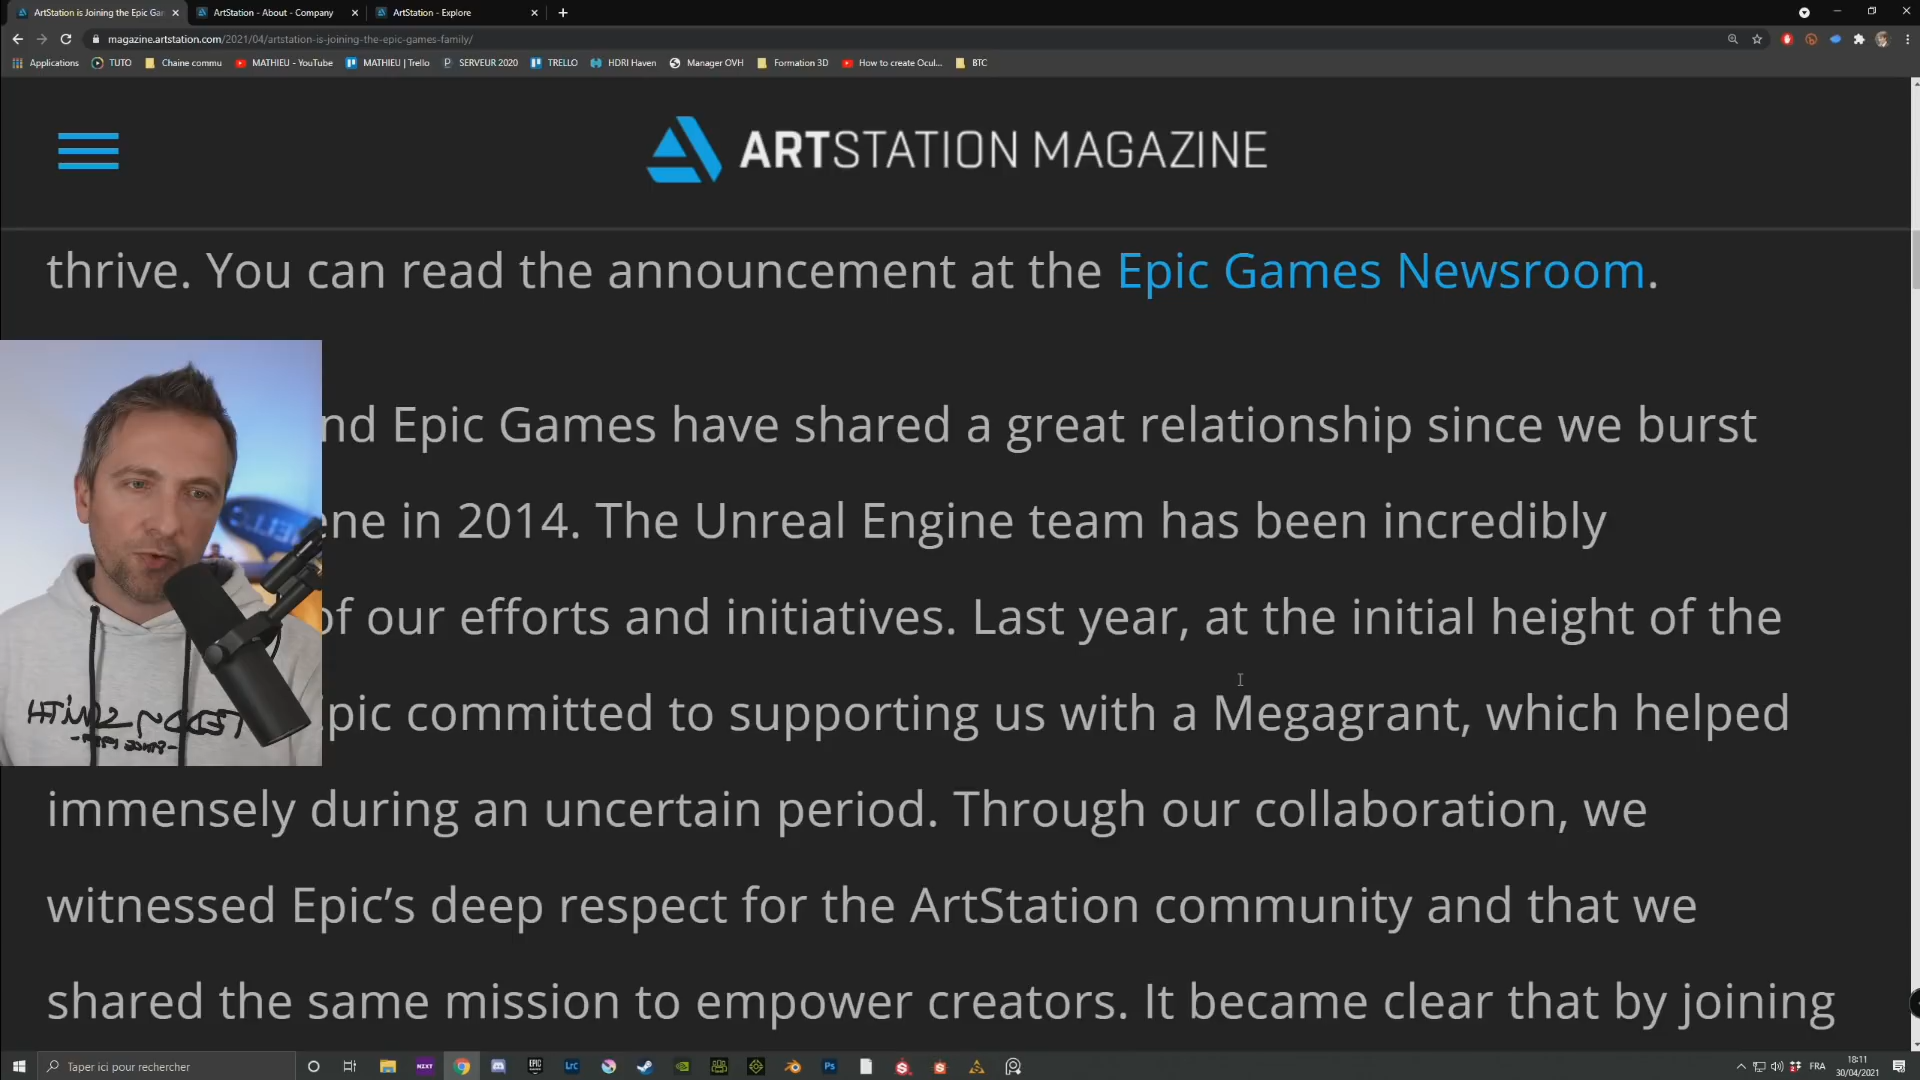 ArtStation is Joining the Epic Gar
ArtStation - About - Company
ArtStation - Explore
magazine.artstation.com/2021/04/artstation-is-joining-the-epic-games-family/
Applications
TUTO
Chaine commu
MATHIEU - YouTube
MATHIEU | Trello
SERVEUR 2020
TRELLO
HDRI Haven
Manager OVH
Formation 3D
How to create Ocul...
BTC
ARTSTATION MAGAZINE
thrive. You can read the announcement at the Epic Games Newsroom.
nd Epic Games have shared a great relationship since we burst
ene in 2014. The Unreal Engine team has been incredibly
of our efforts and initiatives. Last year, at the initial height of the
pic committed to supporting us with a Megagrant, which helped
immensely during an uncertain period. Through our collaboration, we
witnessed Epic’s deep respect for the ArtStation community and that we
shared the same mission to empower creators. It became clear that by joining
Taper ici pour rechercher
NZXT
EPIC
Lrc
Ps
FRA
18:11
30/04/2021